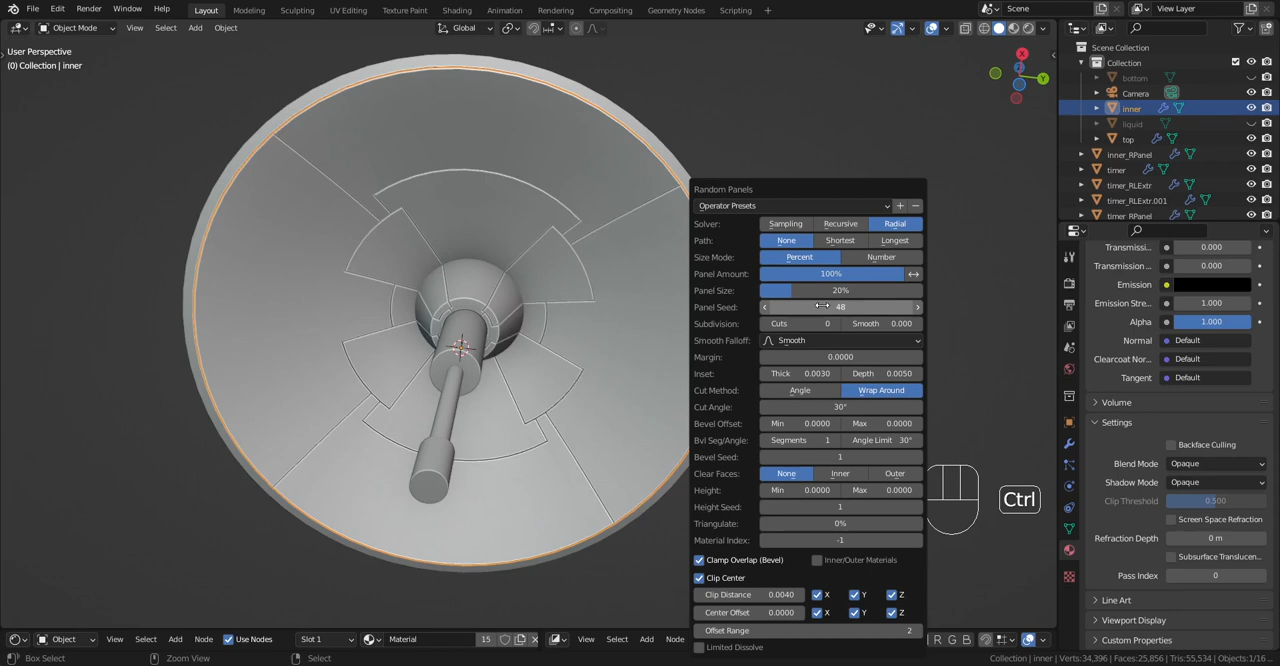 File Edit Render Window Help Layout Modeling Sculpting UV Editing Texture Paint Shading Animation Rendering Compositing Geometry Nodes Scripting + Scene View Layer
Object Mode View Select Add Object Global
User Perspective
(0) Collection | inner
X
Y
Z
Scene Collection
Collection
bottom
Camera
inner
liquid
top
inner_RPanel
timer
timer_RLExtr
timer_RLExtr.001
timer RPanel
Random Panels
Operator Presets
Solver: Sampling Recursive Radial
Path: None Shortest Longest
Size Mode: Percent Number
Panel Amount: 100%
Panel Size: 20%
Panel Seed: 48
Subdivision: Cuts 0 Smooth 0.000
Smooth Falloff: Smooth
Margin: 0.0000
Inset: Thick 0.0030 Depth 0.0050
Cut Method: Angle Wrap Around
Cut Angle: 30°
Bevel Offset: Min 0.0000 Max 0.0000
Bvl Seg/Angle: Segments 1 Angle Limit 30°
Bevel Seed: 1
Clear Faces: None Inner Outer
Height: Min 0.0000 Max 0.0000
Height Seed: 1
Triangulate: 0%
Material Index: -1
Clamp Overlap (Bevel) Inner/Outer Materials
Clip Center
Clip Distance 0.0040 X Y Z
Center Offset 0.0000 X Y Z
Offset Range 2
Limited Dissolve
Ctrl
Transmissi... 0.000
Transmissi... 0.000
Emission
Emission Stre... 1.000
Alpha 1.000
Normal Default
Clearcoat Nor... Default
Tangent Default
Volume
Settings
Backface Culling
Blend Mode Opaque
Shadow Mode Opaque
Clip Threshold 0.500
Screen Space Refraction
Refraction Depth 0 m
Subsurface Translucen...
Pass Index 0
Line Art
Viewport Display
Custom Properties
Object View Select Add Node Use Nodes Slot 1 Material 15 View Select Add Node R G B
Box Select Zoom View Select Collection | inner | Verts:34,396 | Faces:25,856 | Tris:55,534 | Objects:1/16